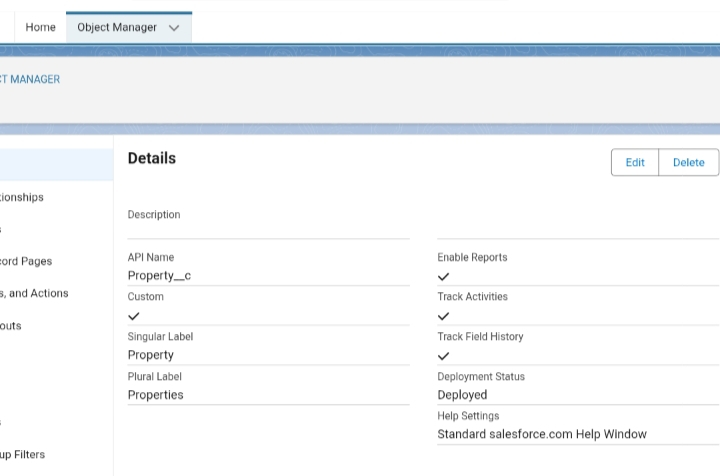 Home Object Manager
CT MANAGER
Details
Edit Delete
Description
API Name Enable Reports
Property__c
Custom Track Activities
Singular Label Track Field History
Property
Plural Label Deployment Status
Properties Deployed
Help Settings
Standard salesforce.com Help Window
tionships
s
cord Pages
s, and Actions
outs
s
up Filters